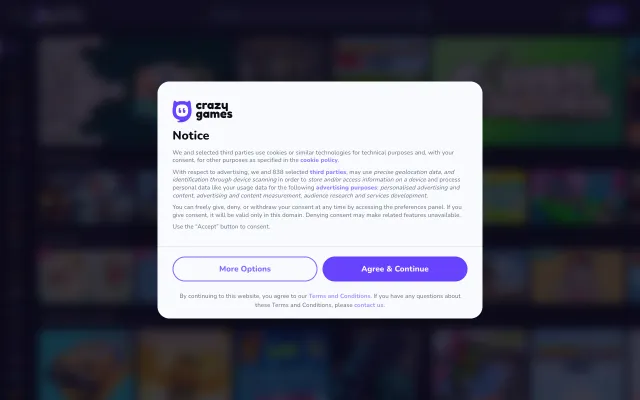 crazy
games
Notice
We and selected third parties use cookies or similar technologies for technical purposes and, with your
consent, for other purposes as specified in the cookie policy.
With respect to advertising, we and 838 selected third parties, may use precise geolocation data, and
identification through device scanning in order to store and/or access information on a device and process
personal data like your usage data for the following advertising purposes: personalised advertising and
content, advertising and content measurement, audience research and services development.
You can freely give, deny, or withdraw your consent at any time by accessing the preferences panel. If you
give consent, it will be valid only in this domain. Denying consent may make related features unavailable.
Use the "Accept" button to consent.
More Options
Agree & Continue
By continuing to this website, you agree to our Terms and Conditions. If you have any questions about
these Terms and Conditions, please contact us.